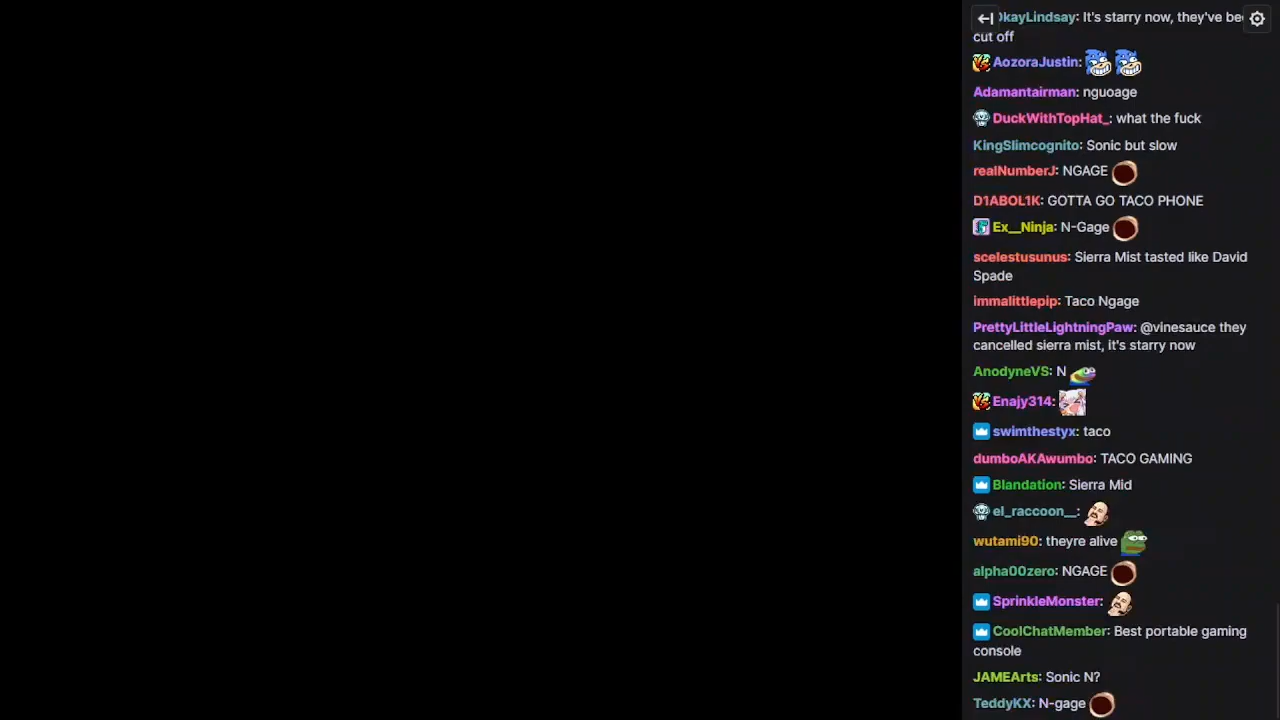 OkayLindsay: It's starry now, they've be
cut off
AozoraJustin:
Adamantairman: nguoage
DuckWithTopHat_: what the fuck
KingSlimcognito: Sonic but slow
realNumberJ: NGAGE
D1ABOL1K: GOTTA GO TACO PHONE
Ex__Ninja: N-Gage
scelestusunus: Sierra Mist tasted like David
Spade
immalittlepip: Taco Ngage
PrettyLittleLightningPaw: @vinesauce they
cancelled sierra mist, it's starry now
AnodyneVS: N
Enajy314:
swimthestyx: taco
dumboAKAwumbo: TACO GAMING
Blandation: Sierra Mid
el_raccoon__:
wutami90: theyre alive
alpha00zero: NGAGE
SprinkleMonster:
CoolChatMember: Best portable gaming
console
JAMEArts: Sonic N?
TeddyKX: N-gage